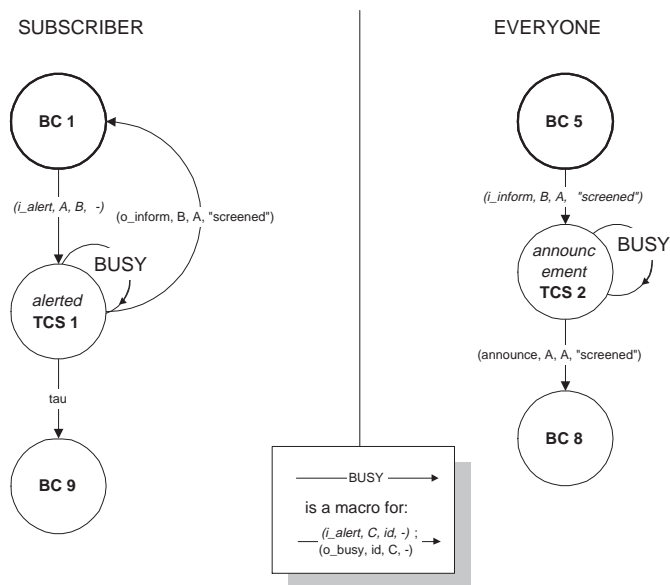 SUBSCRIBER
BC 1
(i_alert, A, B, -)
(o_inform, B, A, "screened")
BUSY
alerted
TCS 1
tau
BC 9
EVERYONE
BC 5
(i_inform, B, A, "screened")
BUSY
announc
ement
TCS 2
(announce, A, A, "screened")
BC 8
BUSY
is a macro for:
(i_alert, C, id, -) ;
(o_busy, id, C, -)